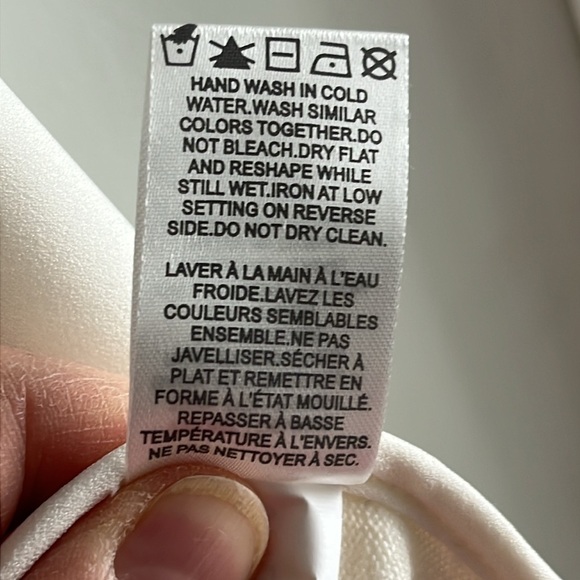 HAND WASH IN COLD
WATER.WASH SIMILAR
COLORS TOGETHER.DO
NOT BLEACH.DRY FLAT
AND RESHAPE WHILE
STILL WET.IRON AT LOW
SETTING ON REVERSE
SIDE.DO NOT DRY CLEAN.
LAVER À LA MAIN À L'EAU
FROIDE.LAVEZ LES
COULEURS SEMBLABLES
ENSEMBLE.NE PAS
JAVELLISER.SÉCHER À
PLAT ET REMETTRE EN
FORME À L'ÉTAT MOUILLÉ.
REPASSER À BASSE
TEMPÉRATURE À L'ENVERS.
NE PAS NETTOYER À SEC.